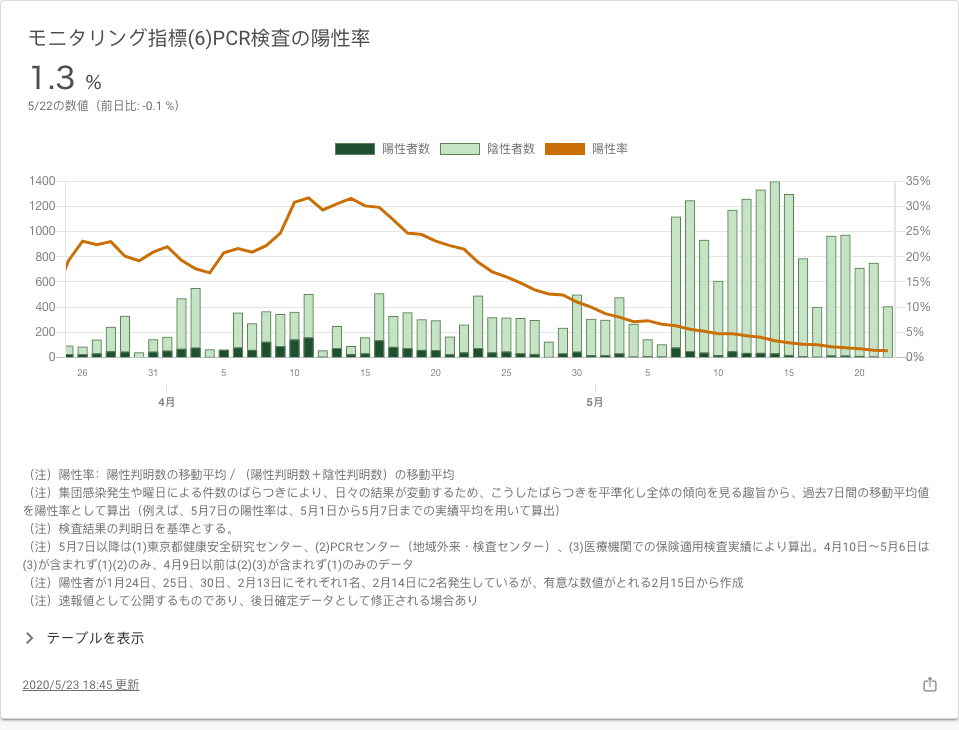 モニタリング指標(6)PCR検査の陽性率
1.3 %
5/22の数値（前日比: -0.1 %）
陽性者数 陰性者数 陽性率
1400 35%
1200 30%
1000 25%
800 20%
600 15%
400 10%
200 5%
0 0%
26 31 5 10 15 20 25 30 5 10 15 20
4月 5月
（注）陽性率：陽性判明数の移動平均 / （陽性判明数＋陰性判明数）の移動平均
（注）集団感染発生や曜日による件数のばらつきにより、日々の結果が変動するため、こうしたばらつきを平準化し全体の傾向を見る趣旨から、過去7日間の移動平均値
を陽性率として算出（例えば、5月7日の陽性率は、5月1日から5月7日までの実績平均を用いて算出）
（注）検査結果の判明日を基準とする。
（注）5月7日以降は(1)東京都健康安全研究センター、(2)PCRセンター（地域外来・検査センター）、(3)医療機関での保険適用検査実績により算出。4月10日～5月6日は
(3)が含まれず(1)(2)のみ、4月9日以前は(2)(3)が含まれず(1)のみのデータ
（注）陽性者が1月24日、25日、30日、2月13日にそれぞれ1名、2月14日に2名発生しているが、有意な数値がとれる2月15日から作成
（注）速報値として公開するものであり、後日確定データとして修正される場合あり
テーブルを表示
2020/5/23 18:45 更新